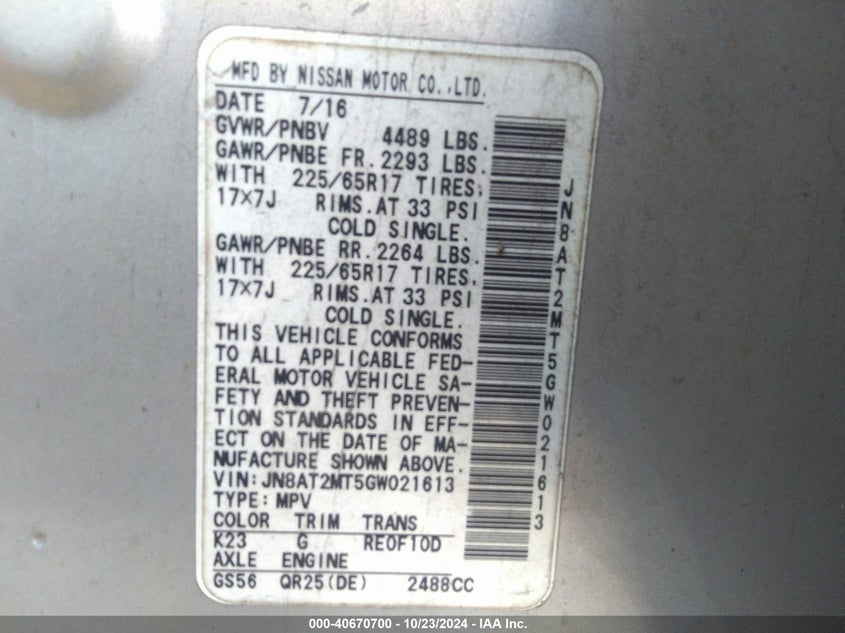 MFD BY NISSAN MOTOR CO.,LTD.
DATE 7/16
GVWR/PNBV 4489 LBS.
GAWR/PNBE FR.2293 LBS.
WITH 225/65R17 TIRES,
17×7J RIMS.AT 33 PSI
COLD SINGLE.
GAWR/PNBE RR.2264 LBS.
WITH 225/65R17 TIRES,
17×7J RIMS.AT 33 PSI
COLD SINGLE.
THIS VEHICLE CONFORMS
TO ALL APPLICABLE FED-
ERAL MOTOR VEHICLE SA-
FETY AND THEFT PREVEN-
TION STANDARDS IN EFF-
ECT ON THE DATE OF MA-
NUFACTURE SHOWN ABOVE.
VIN:JN8AT2MT5GW021613
TYPE:MPV
COLOR TRIM TRANS
K23 G RE0F10D
AXLE ENGINE
GS56 QR25(DE) 2488CC
JN8AT2MT5GW021613
000-40670700 - 10/23/2024 - IAA Inc.